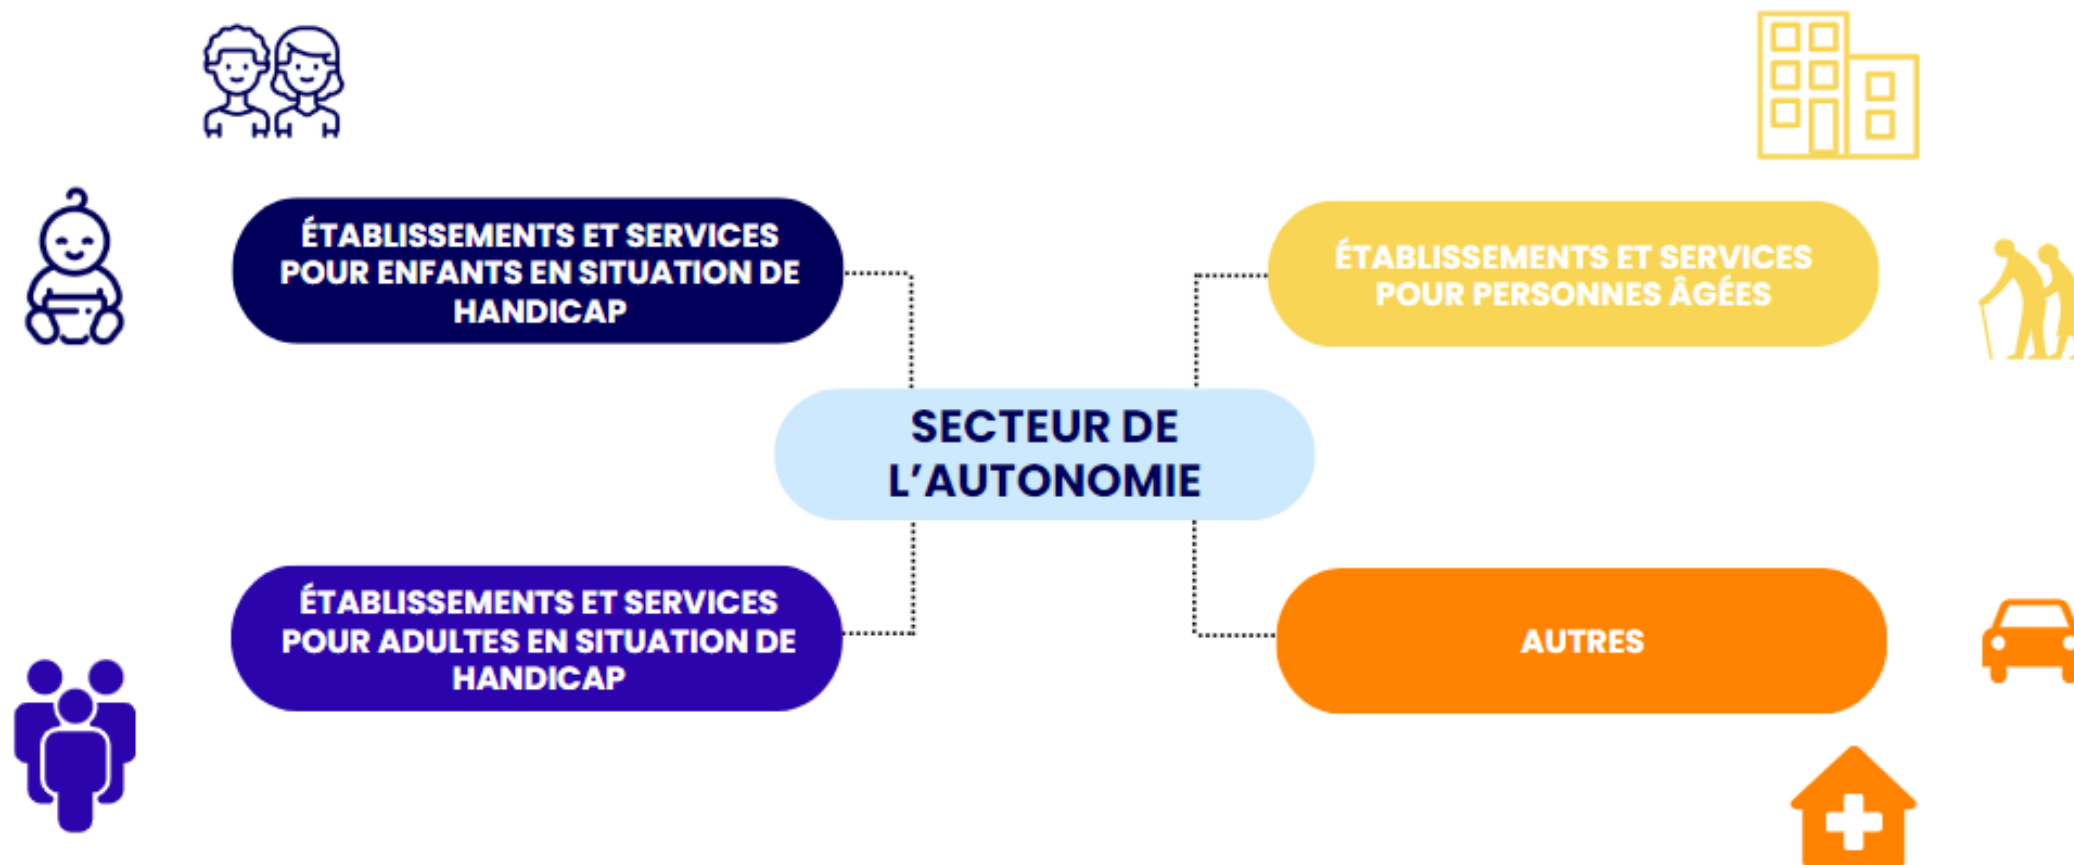 ÉTABLISSEMENTS ET SERVICES
POUR ENFANTS EN SITUATION DE
HANDICAP
ÉTABLISSEMENTS ET SERVICES
POUR PERSONNES ÂGÉES
SECTEUR DE
L'AUTONOMIE
ÉTABLISSEMENTS ET SERVICES
POUR ADULTES EN SITUATION DE
HANDICAP
AUTRES